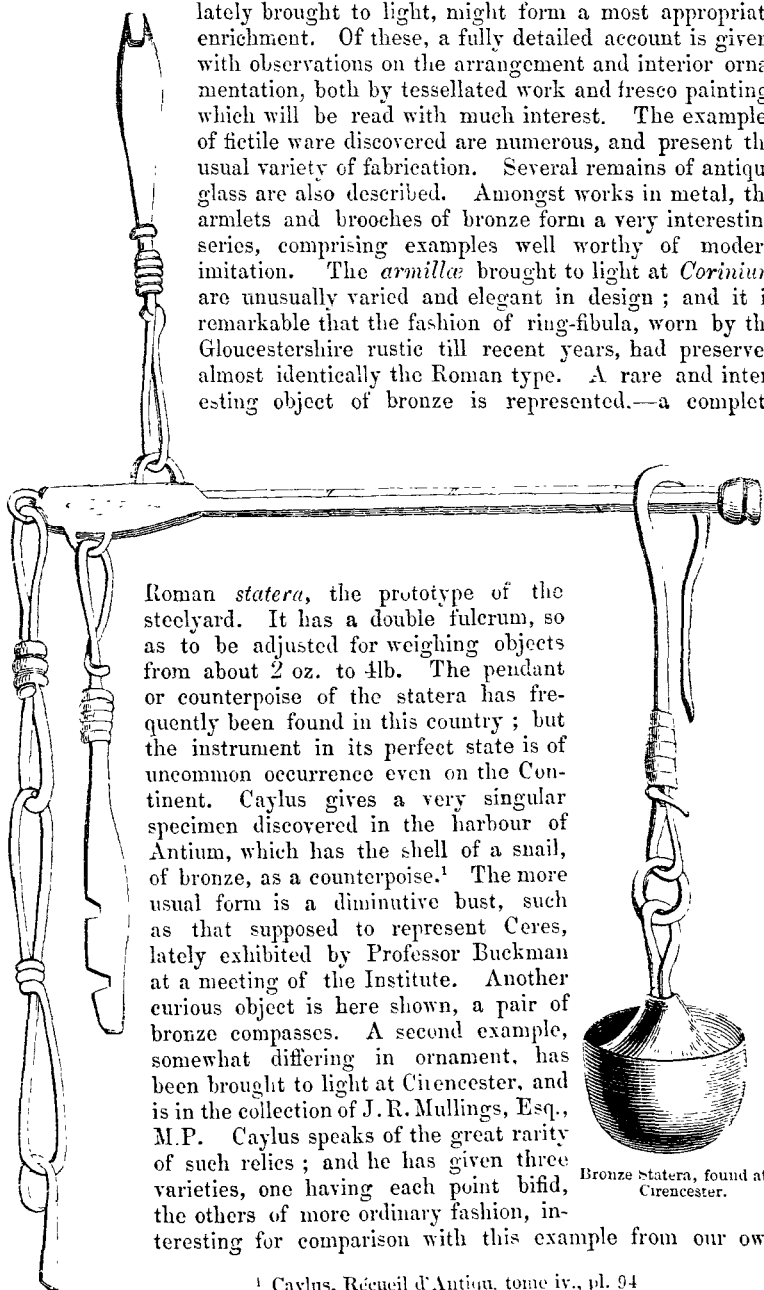 lately brought to light, might form a most appropriat
enrichment. Of these, a fully detailed account is given
with observations on the arrangement and interior orna
mentation, both by tessellated work and fresco painting
which will be read with much interest. The example
of fictile ware discovered are numerous, and present th
usual variety of fabrication. Several remains of antiqu
glass are also described. Amongst works in metal, th
armlets and brooches of bronze form a very interestin
series, comprising examples well worthy of moder
imitation. The armillæ brought to light at Corinium
are unusually varied and elegant in design ; and it i
remarkable that the fashion of ring-fibula, worn by th
Gloucestershire rustic till recent years, had preserve
almost identically the Roman type. A rare and inter
esting object of bronze is represented.—a complet
Roman statera, the prototype of the
steelyard. It has a double fulcrum, so
as to be adjusted for weighing objects
from about 2 oz. to 4lb. The pendant
or counterpoise of the statera has fre-
quently been found in this country ; but
the instrument in its perfect state is of
uncommon occurrence even on the Con-
tinent. Caylus gives a very singular
specimen discovered in the harbour of
Antium, which has the shell of a snail,
of bronze, as a counterpoise.¹ The more
usual form is a diminutive bust, such
as that supposed to represent Ceres,
lately exhibited by Professor Buckman
at a meeting of the Institute. Another
curious object is here shown, a pair of
bronze compasses. A second example,
somewhat differing in ornament, has
been brought to light at Cirencester, and
is in the collection of J. R. Mullings, Esq.,
M.P. Caylus speaks of the great rarity
of such relics ; and he has given three
varieties, one having each point bifid,
the others of more ordinary fashion, in-
teresting for comparison with this example from our ow
Bronze Statera, found at
Cirencester.
¹ Caylus, Récueil d'Antiqu. tome iv., pl. 94